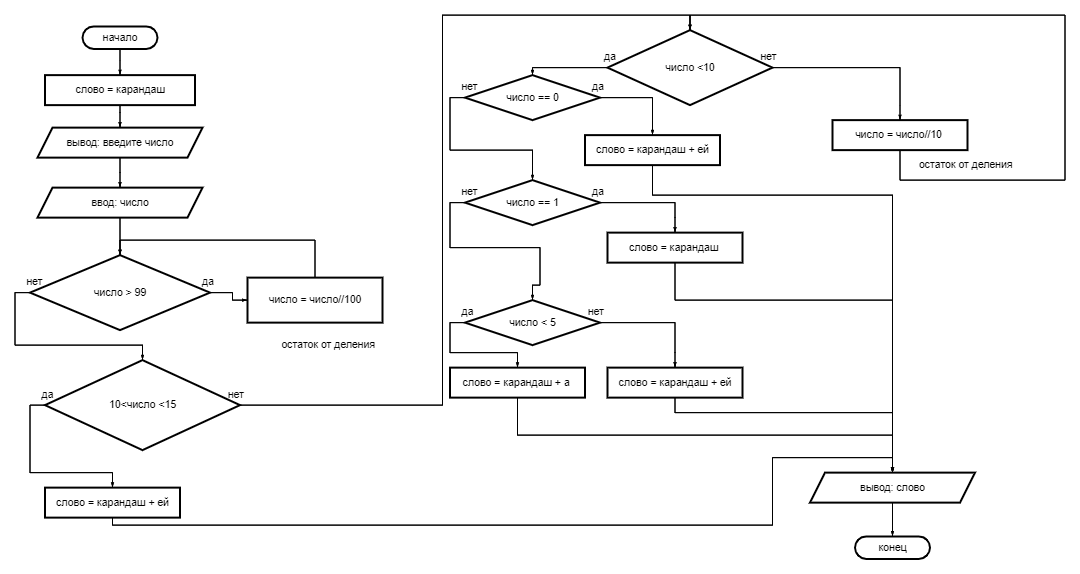 начало
слово = карандаш
вывод: введите число
ввод: число
число > 99
нет
да
число = число//100
остаток от деления
10<число <15
да
нет
слово = карандаш + ей
число <10
да
нет
число = число//10
остаток от деления
число == 0
нет
да
слово = карандаш + ей
число == 1
нет
да
слово = карандаш
число < 5
да
нет
слово = карандаш + а
слово = карандаш + ей
вывод: слово
конец